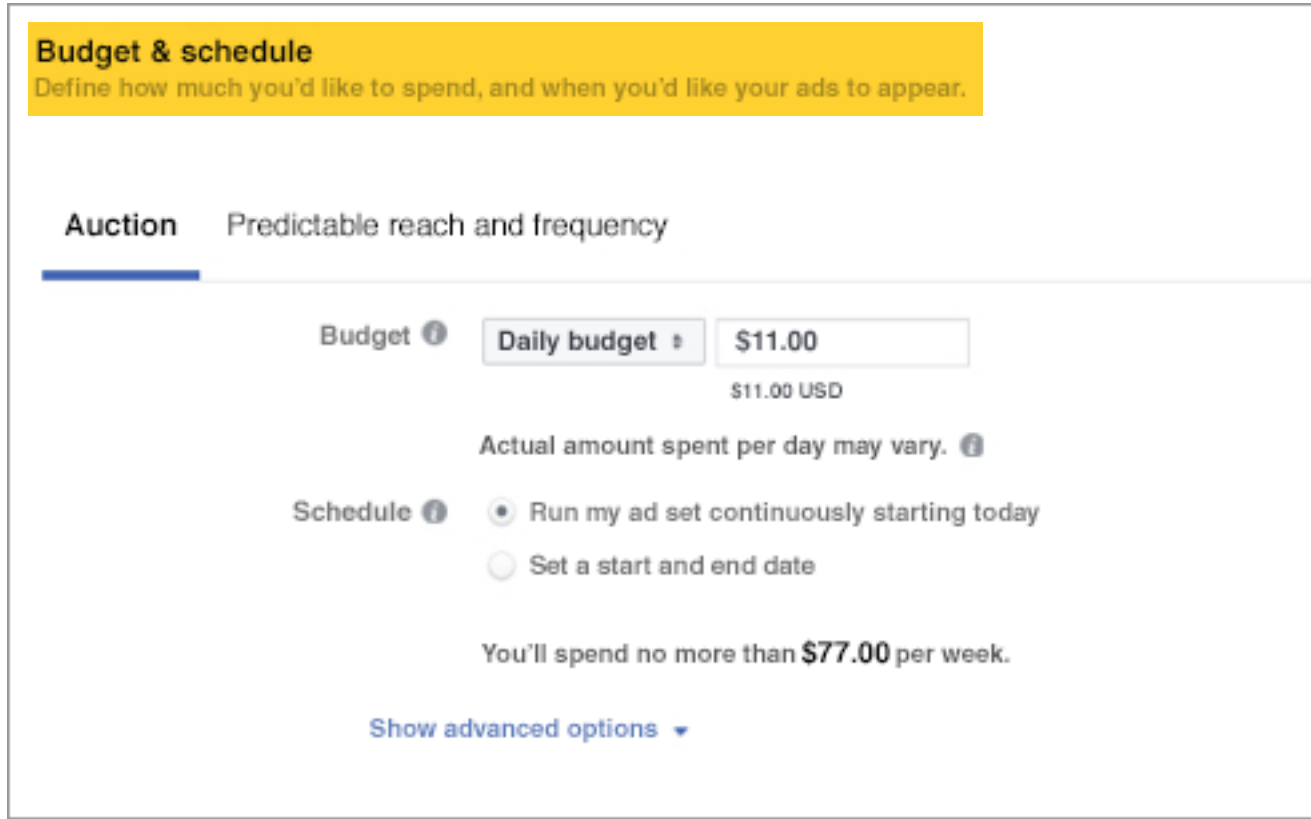 Budget & schedule
Define how much you'd like to spend, and when you'd like your ads to appear.
Auction Predictable reach and frequency
Budget Daily budget $11.00
$11.00 USD
Actual amount spent per day may vary.
Schedule Run my ad set continuously starting today
Set a start and end date
You'll spend no more than $77.00 per week.
Show advanced options